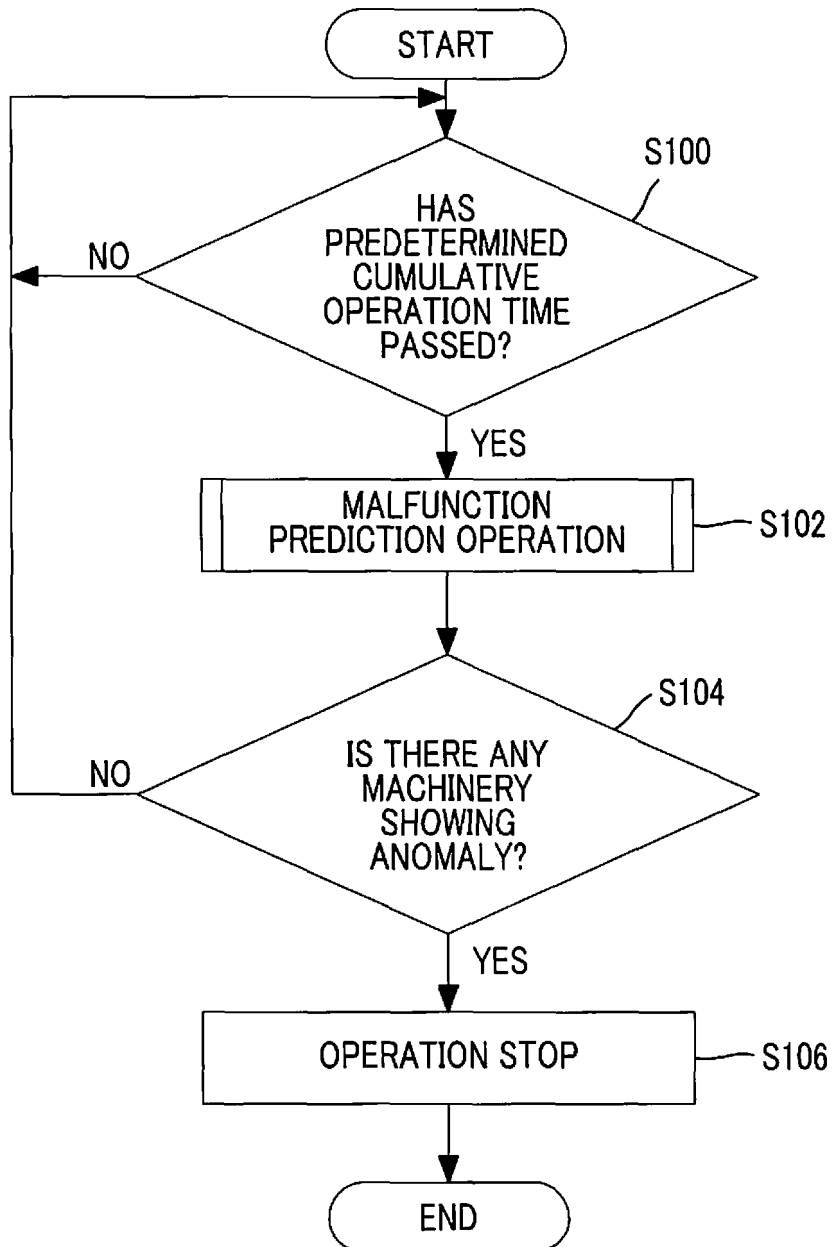 START
S100
HAS
PREDETERMINED
CUMULATIVE
OPERATION TIME
PASSED?
NO
YES
MALFUNCTION
PREDICTION OPERATION
S102
S104
IS THERE ANY
MACHINERY
SHOWING
ANOMALY?
NO
YES
OPERATION STOP
S106
END